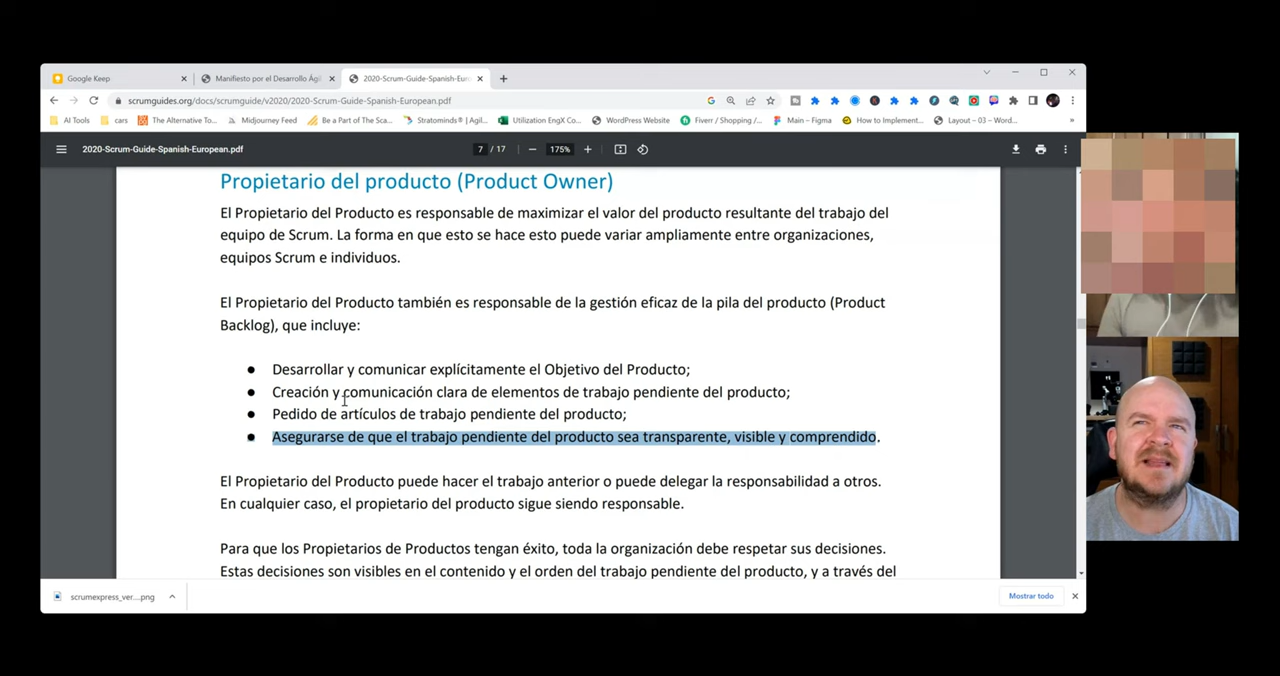 Google Keep
Manifiesto por el Desarrollo Ági
2020-Scrum-Guide-Spanish-Euro
scrumguides.org/docs/scrumguide/v2020/2020-Scrum-Guide-Spanish-European.pdf
AI Tools cars The Alternative To... Midjourney Feed Be a Part of The Sca... Stratominds® | Agil... Utilization EngX Co... WordPress Website Fiverr / Shopping /... Main – Figma How to Implement... Layout – 03 – Word... »
2020-Scrum-Guide-Spanish-European.pdf 7 / 17 175%
Propietario del producto (Product Owner)
El Propietario del Producto es responsable de maximizar el valor del producto resultante del trabajo del
equipo de Scrum. La forma en que esto se hace esto puede variar ampliamente entre organizaciones,
equipos Scrum e individuos.
El Propietario del Producto también es responsable de la gestión eficaz de la pila del producto (Product
Backlog), que incluye:
● Desarrollar y comunicar explícitamente el Objetivo del Producto;
● Creación y comunicación clara de elementos de trabajo pendiente del producto;
● Pedido de artículos de trabajo pendiente del producto;
● Asegurarse de que el trabajo pendiente del producto sea transparente, visible y comprendido.
El Propietario del Producto puede hacer el trabajo anterior o puede delegar la responsabilidad a otros.
En cualquier caso, el propietario del producto sigue siendo responsable.
Para que los Propietarios de Productos tengan éxito, toda la organización debe respetar sus decisiones.
Estas decisiones son visibles en el contenido y el orden del trabajo pendiente del producto, y a través del
scrumexpress_ver....png
Mostrar todo